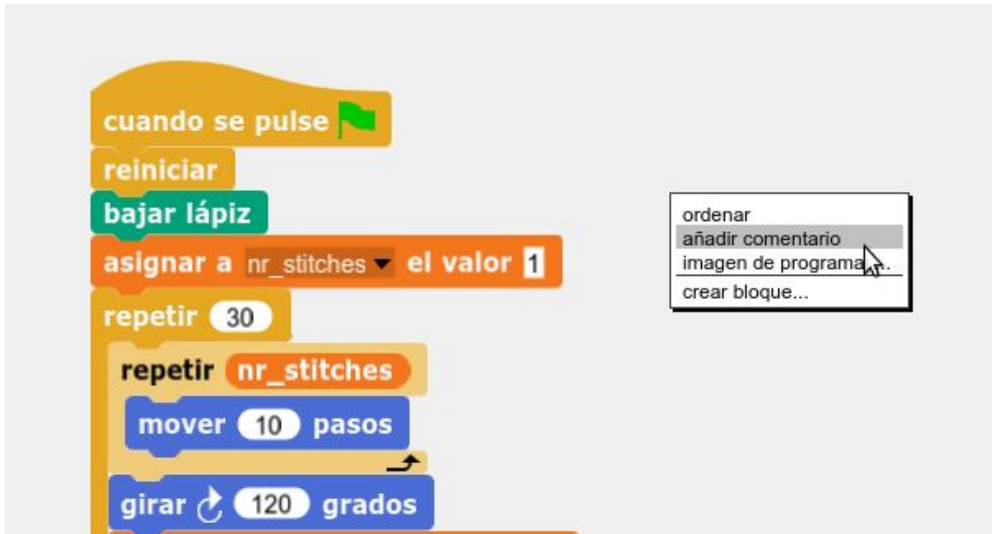 cuando se pulse
reiniciar
bajar lápiz
asignar a nr_stitches el valor 1
repetir 30
repetir nr_stitches
mover 10 pasos
girar 120 grados
ordenar
añadir comentario
imagen de programa...
crear bloque...